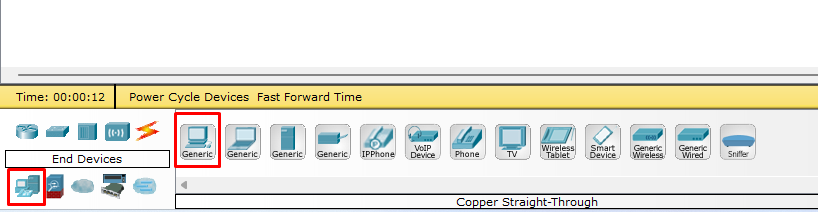 Time: 00:00:12 Power Cycle Devices Fast Forward Time
End Devices
Generic Generic Generic Generic IPPhone VoIP Device Phone TV Wireless Tablet Smart Device Generic Wireless Generic Wired Sniffer
Copper Straight-Through